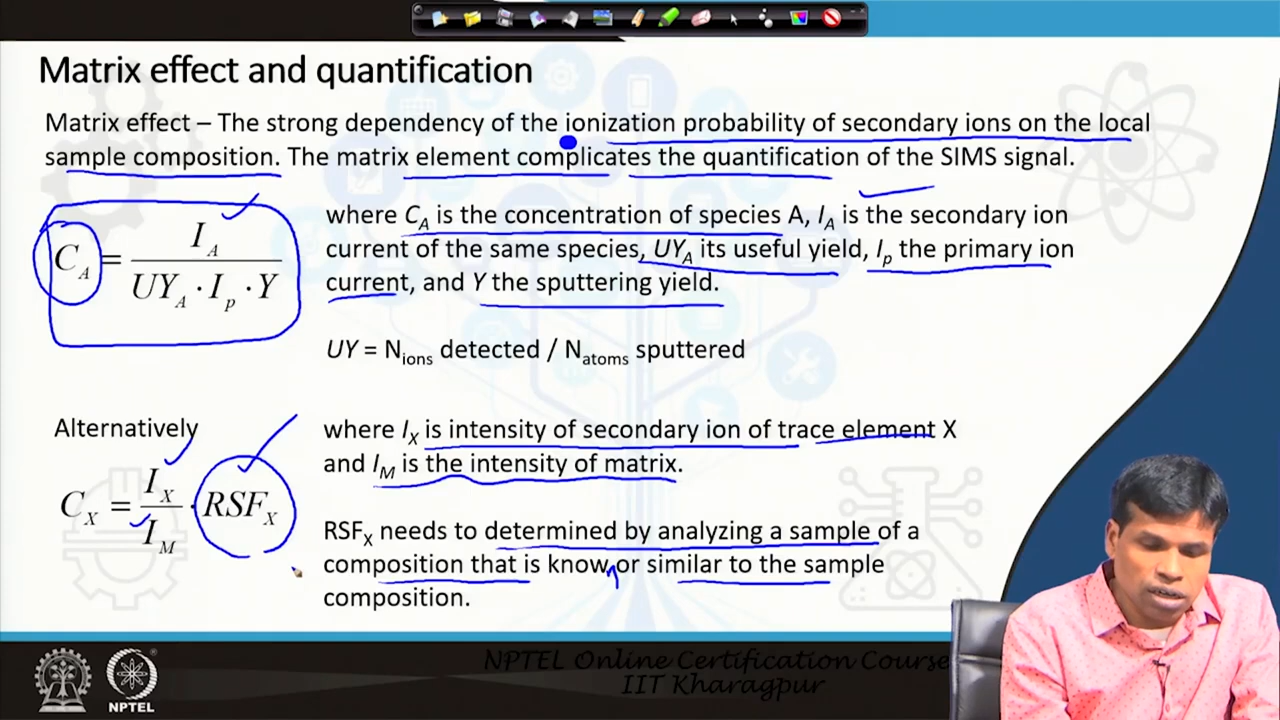 Matrix effect and quantification
Matrix effect – The strong dependency of the ionization probability of secondary ions on the local
sample composition. The matrix element complicates the quantification of the SIMS signal.
C_A = I_A / (UY_A · I_p · Y)
where C_A is the concentration of species A, I_A is the secondary ion
current of the same species, UY_A its useful yield, I_p the primary ion
current, and Y the sputtering yield.
UY = N_ions detected / N_atoms sputtered
Alternatively
C_X = I_X / I_M · RSF_X
where I_X is intensity of secondary ion of trace element X
and I_M is the intensity of matrix.
RSF_X needs to determined by analyzing a sample of a
composition that is know or similar to the sample
composition.
NPTEL Online Certification Course
IIT Kharagpur
NPTEL